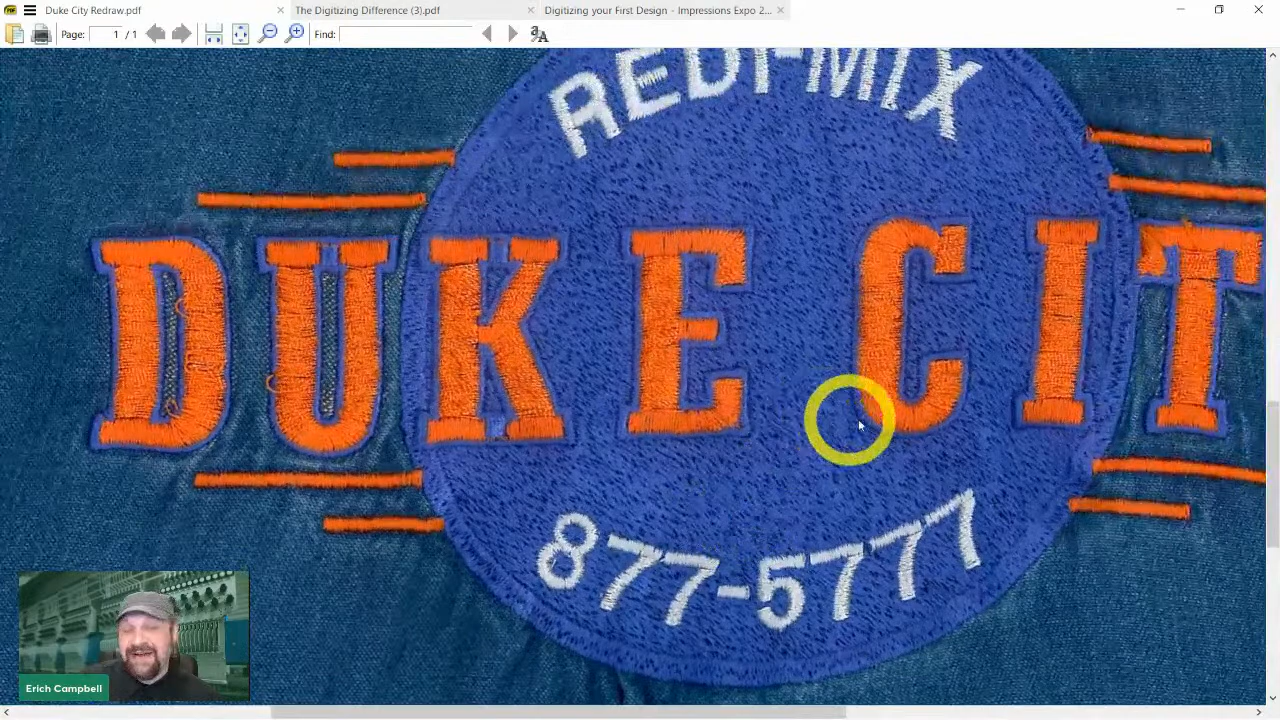 Duke City Redraw.pdf
The Digitizing Difference (3).pdf
Digitizing your First Design - Impressions Expo 2...
Page: 1 / 1
Find:
REDI-MIX
DUKE CIT
877-5777
Erich Campbell